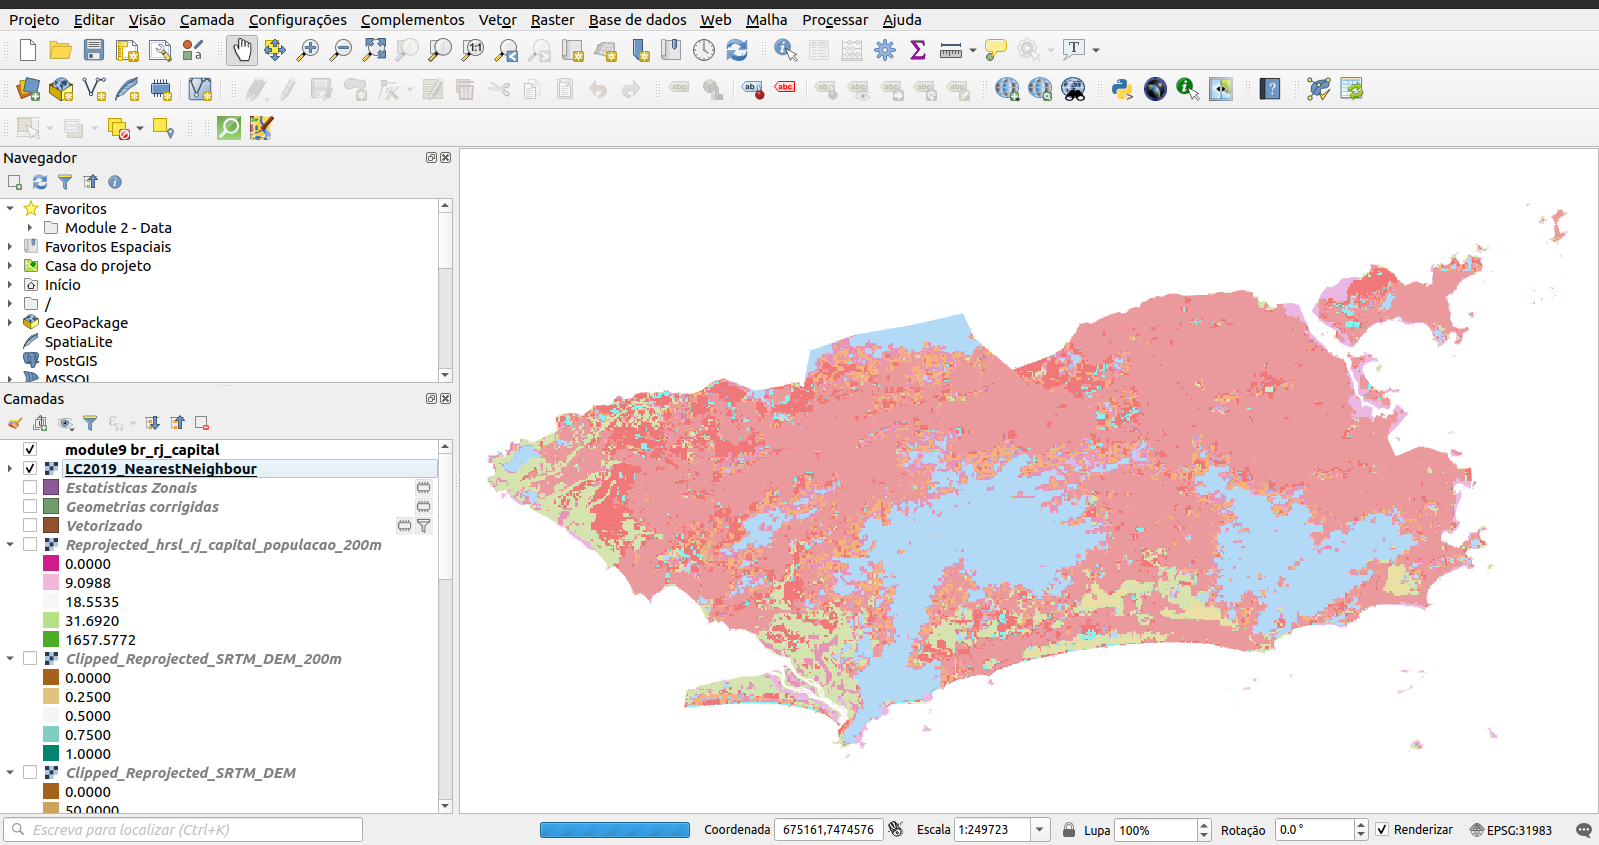 Projeto Editar Visão Camada Configurações Complementos Vetor Raster Base de dados Web Malha Processar Ajuda
Navegador
Favoritos
Module 2 - Data
Favoritos Espaciais
Casa do projeto
Início
/
GeoPackage
SpatiaLite
PostGIS
MSSQL
Camadas
module9 br_rj_capital
LC2019_NearestNeighbour
Estatísticas Zonais
Geometrias corrigidas
Vetorizado
Reprojected_hrsl_rj_capital_populacao_200m
0.0000
9.0988
18.5535
31.6920
1657.5772
Clipped_Reprojected_SRTM_DEM_200m
0.0000
0.2500
0.5000
0.7500
1.0000
Clipped_Reprojected_SRTM_DEM
0.0000
50.0000
Escreva para localizar (Ctrl+K) Coordenada 675161,7474576 Escala 1:249723 Lupa 100% Rotação 0.0 ° Renderizar EPSG:31983